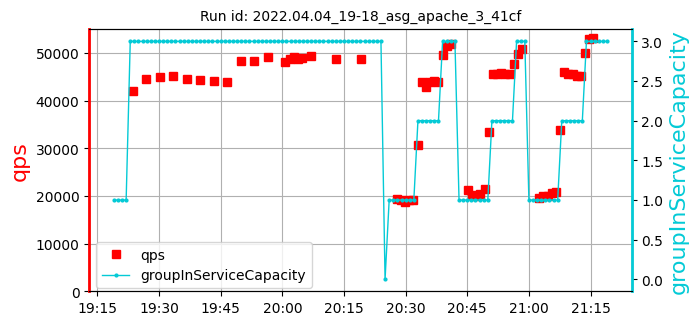 Run id: 2022.04.04_19-18_asg_apache_3_41cf
qps
50000
40000
30000
20000
10000
0
3.0
2.5
2.0
1.5
1.0
0.5
0.0
groupInServiceCapacity
qps
groupInServiceCapacity
19:15 19:30 19:45 20:00 20:15 20:30 20:45 21:00 21:15